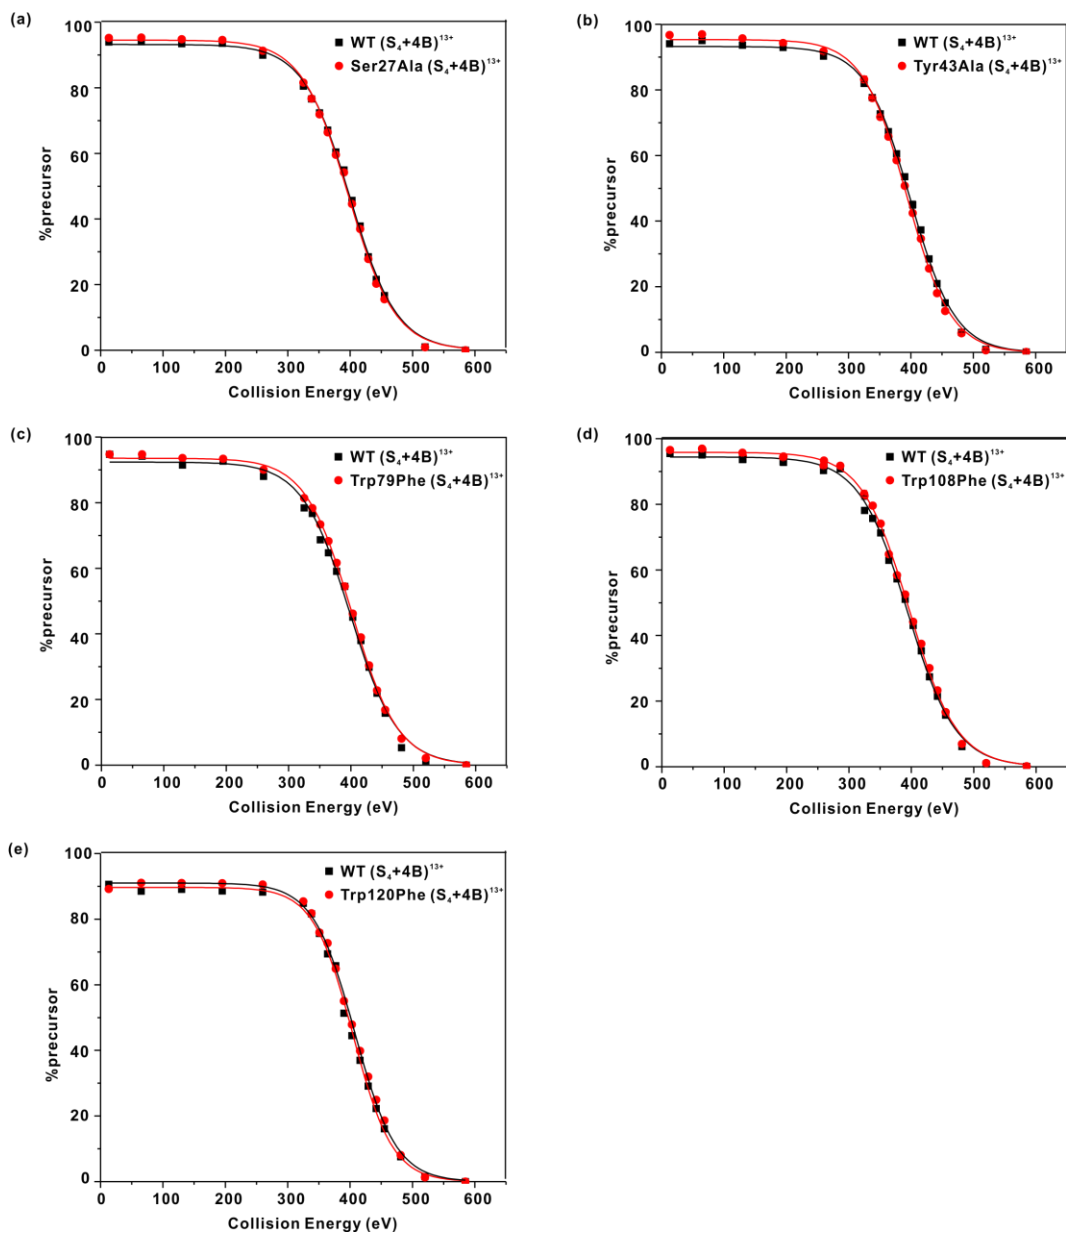 (a)
WT (S₄+4B)¹³⁺
Ser27Ala (S₄+4B)¹³⁺
%precursor
100
80
60
40
20
0
0 100 200 300 400 500 600
Collision Energy (eV)
(b)
WT (S₄+4B)¹³⁺
Tyr43Ala (S₄+4B)¹³⁺
%precursor
100
80
60
40
20
0
0 100 200 300 400 500 600
Collision Energy (eV)
(c)
WT (S₄+4B)¹³⁺
Trp79Phe (S₄+4B)¹³⁺
%precursor
100
80
60
40
20
0
0 100 200 300 400 500 600
Collision Energy (eV)
(d)
WT (S₄+4B)¹³⁺
Trp108Phe (S₄+4B)¹³⁺
%precursor
100
80
60
40
20
0
0 100 200 300 400 500 600
Collision Energy (eV)
(e)
WT (S₄+4B)¹³⁺
Trp120Phe (S₄+4B)¹³⁺
%precursor
100
80
60
40
20
0
0 100 200 300 400 500 600
Collision Energy (eV)